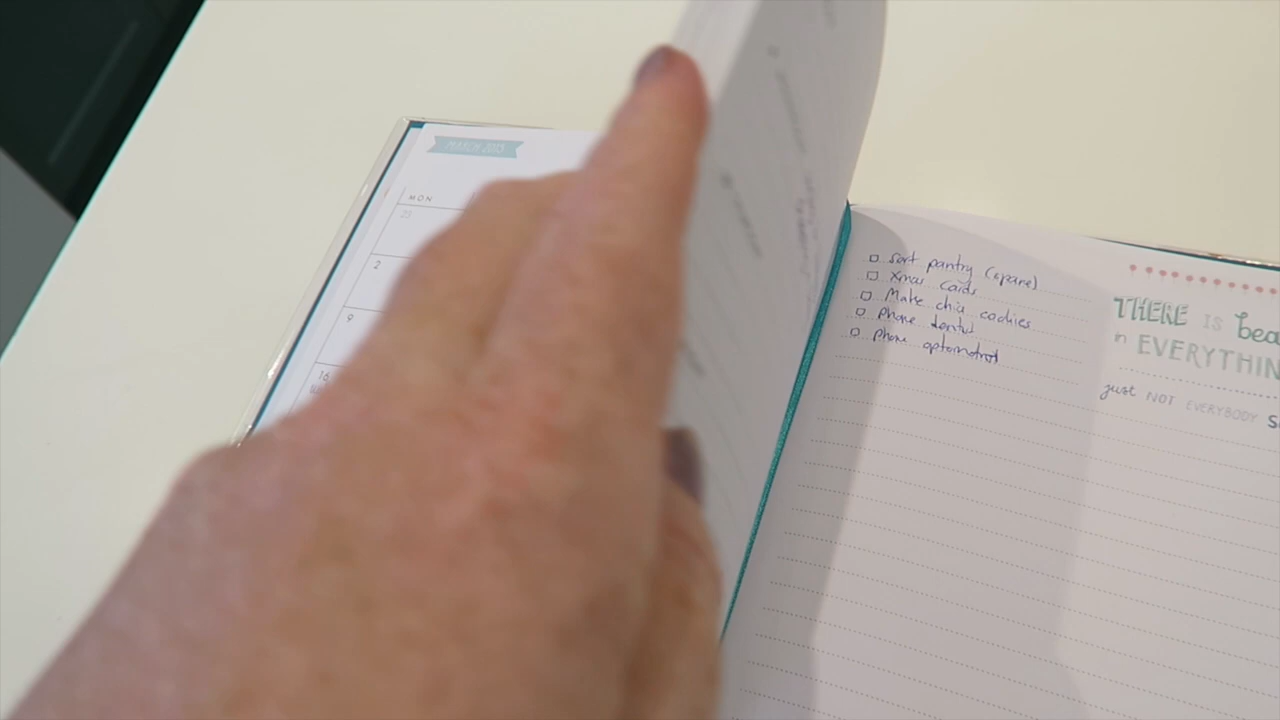 MARCH 2015
MON
23
2
9
16
sort pantry (spare)
Xmas cards
Make chia cookies
phone dentist
phone optometrist
THERE IS bea
in EVERYTHIN
just NOT EVERYBODY S